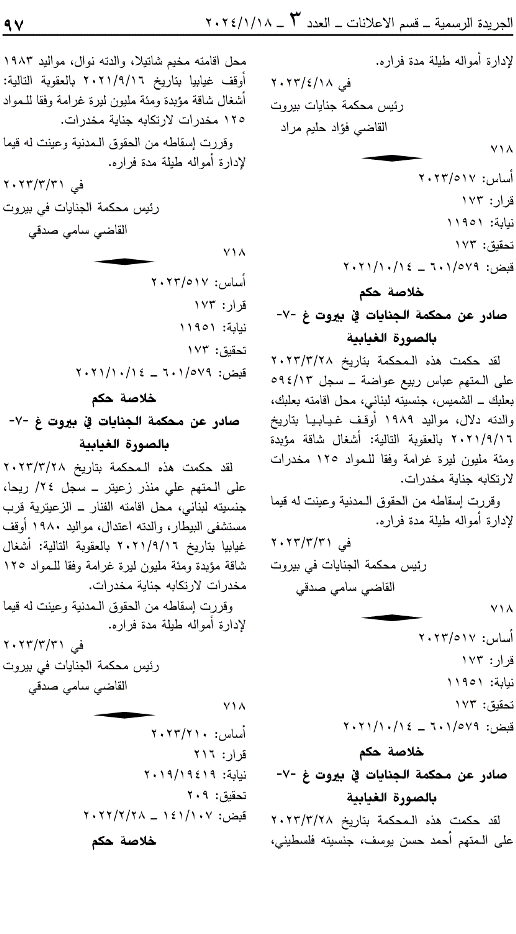 الجريدة الرسمية ــ قسم الاعلانات ــ العدد ٣ ــ ٢٠٢٤/١/١٨
٩٧
لإدارة أمواله طيلة مدة فراره.
في ٢٠٢٣/٤/١٨
رئيس محكمة جنايات بيروت
القاضي فؤاد حليم مراد
٧١٨
أساس: ٢٠٢٣/٥١٧
قرار: ١٧٣
نيابة: ١١٩٥١
تحقيق: ١٧٣
قبض: ٦٠١/٥٧٩ ــ ٢٠٢١/١٠/١٤
خلاصة حكم
صادر عن محكمة الجنايات في بيروت غ -٧-
بالصورة الغيابية
لقد حكمت هذه المحكمة بتاريخ ٢٠٢٣/٣/٢٨
على المتهم عباس ربيع عواضة ــ سجل ٥٩٤/١٣
بعلبك ــ الشميس، جنسيته لبناني، محل اقامته بعلبك،
والدته دلال، مواليد ١٩٨٩ أوقف غيابيا بتاريخ
٢٠٢١/٩/١٦ بالعقوبة التالية: أشغال شاقة مؤبدة
ومئة مليون ليرة غرامة وفقا للمواد ١٢٥ مخدرات
لارتكابه جناية مخدرات.
وقررت إسقاطه من الحقوق المدنية وعينت له قيما
لإدارة أمواله طيلة مدة فراره.
في ٢٠٢٣/٣/٣١
رئيس محكمة الجنايات في بيروت
القاضي سامي صدقي
٧١٨
أساس: ٢٠٢٣/٥١٧
قرار: ١٧٣
نيابة: ١١٩٥١
تحقيق: ١٧٣
قبض: ٦٠١/٥٧٩ ــ ٢٠٢١/١٠/١٤
خلاصة حكم
صادر عن محكمة الجنايات في بيروت غ -٧-
بالصورة الغيابية
لقد حكمت هذه المحكمة بتاريخ ٢٠٢٣/٣/٢٨
على المتهم أحمد حسن يوسف، جنسيته فلسطيني،
محل اقامته مخيم شاتيلا، والدته نوال، مواليد ١٩٨٣
أوقف غيابيا بتاريخ ٢٠٢١/٩/١٦ بالعقوبة التالية:
أشغال شاقة مؤبدة ومئة مليون ليرة غرامة وفقا للمواد
١٢٥ مخدرات لارتكابه جناية مخدرات.
وقررت إسقاطه من الحقوق المدنية وعينت له قيما
لإدارة أمواله طيلة مدة فراره.
في ٢٠٢٣/٣/٣١
رئيس محكمة الجنايات في بيروت
القاضي سامي صدقي
٧١٨
أساس: ٢٠٢٣/٥١٧
قرار: ١٧٣
نيابة: ١١٩٥١
تحقيق: ١٧٣
قبض: ٦٠١/٥٧٩ ــ ٢٠٢١/١٠/١٤
خلاصة حكم
صادر عن محكمة الجنايات في بيروت غ -٧-
بالصورة الغيابية
لقد حكمت هذه المحكمة بتاريخ ٢٠٢٣/٣/٢٨
على المتهم علي منذر زعيتر ــ سجل ٢٤/ ريحا،
جنسيته لبناني، محل اقامته الفنار ــ الزعيترية قرب
مستشفى البيطار، والدته اعتدال، مواليد ١٩٨٠ أوقف
غيابيا بتاريخ ٢٠٢١/٩/١٦ بالعقوبة التالية: أشغال
شاقة مؤبدة ومئة مليون ليرة غرامة وفقا للمواد ١٢٥
مخدرات لارتكابه جناية مخدرات.
وقررت إسقاطه من الحقوق المدنية وعينت له قيما
لإدارة أمواله طيلة مدة فراره.
في ٢٠٢٣/٣/٣١
رئيس محكمة الجنايات في بيروت
القاضي سامي صدقي
٧١٨
أساس: ٢٠٢٣/٢١٠
قرار: ٢١٦
نيابة: ٢٠١٩/١٩٤١٩
تحقيق: ٢٠٩
قبض: ١٤١/١٠٧ ــ ٢٠٢٢/٢/٢٨
خلاصة حكم